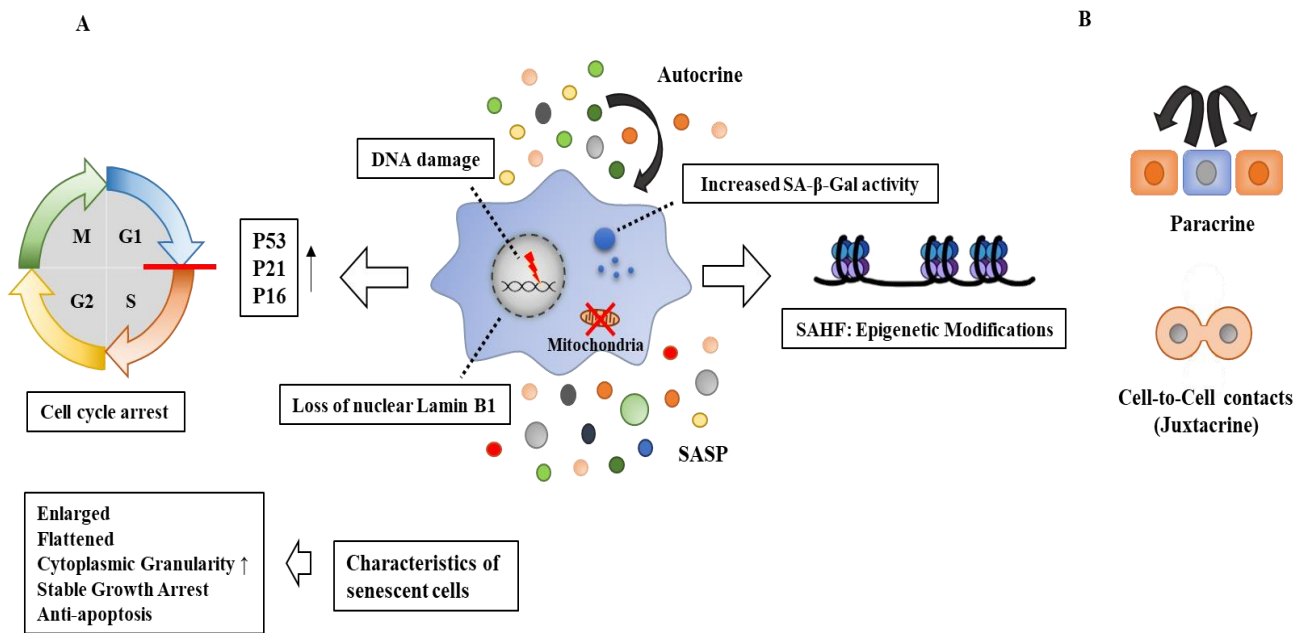 A
B
Autocrine
DNA damage
Increased SA-β-Gal activity
M
G1
G2
S
P53
P21
P16
Paracrine
Mitochondria
SAHF: Epigenetic Modifications
Cell cycle arrest
Loss of nuclear Lamin B1
SASP
Cell-to-Cell contacts
(Juxtacrine)
Enlarged
Flattened
Cytoplasmic Granularity ↑
Stable Growth Arrest
Anti-apoptosis
Characteristics of
senescent cells